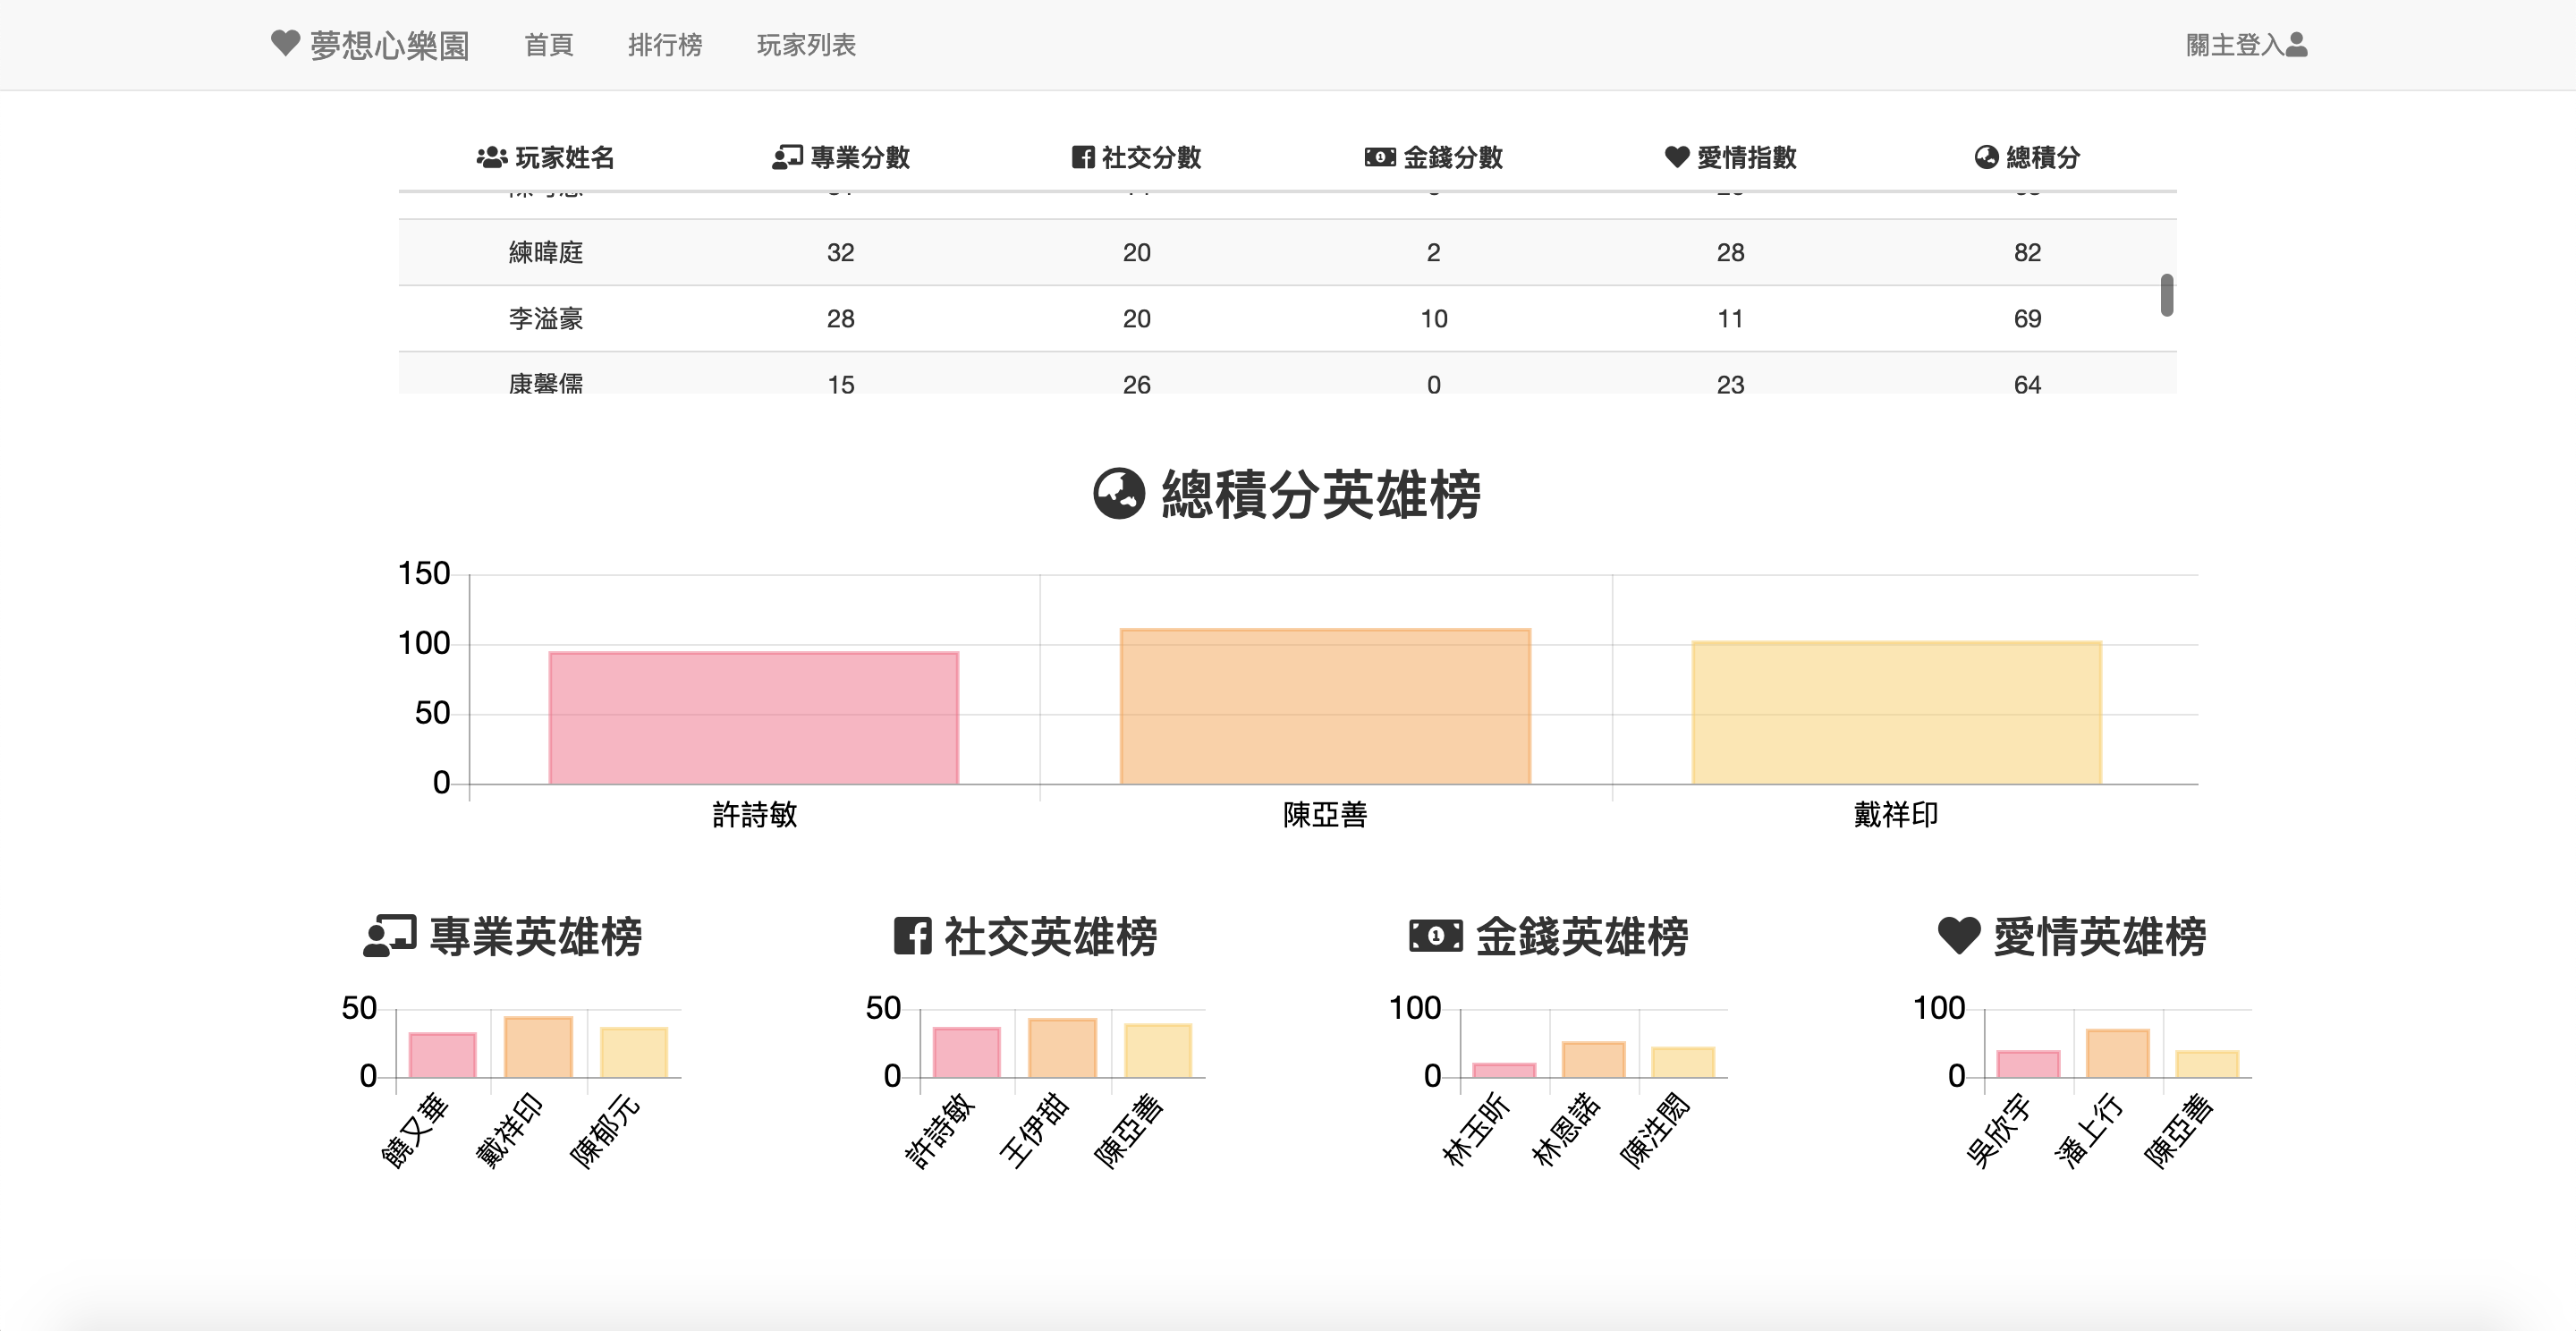 夢想心樂園 首頁 排行榜 玩家列表 關主登入
玩家姓名 專業分數 社交分數 金錢分數 愛情指數 總積分
練暐庭 32 20 2 28 82
李溢豪 28 20 10 11 69
康馨儒 15 26 0 23 64
總積分英雄榜
150
100
50
0
許詩敏 陳亞善 戴祥印
專業英雄榜
50
0
饒又華 戴祥印 陳郁元
社交英雄榜
50
0
許詩敏 王伊甜 陳亞善
金錢英雄榜
100
0
林玉昕 林恩諾 陳泩閎
愛情英雄榜
100
0
吳欣宇 潘上行 陳亞善